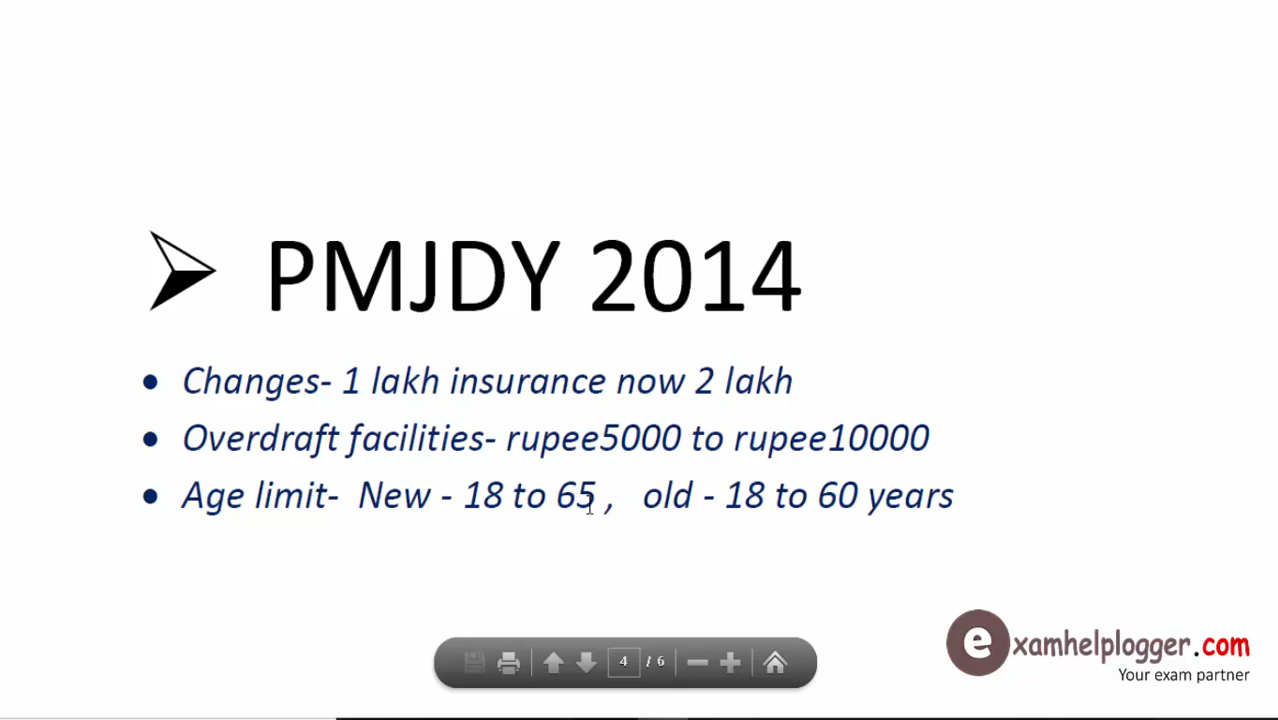 PMJDY 2014
Changes- 1 lakh insurance now 2 lakh
Overdraft facilities- rupee5000 to rupee10000
Age limit- New - 18 to 65 , old - 18 to 60 years
4 / 6
examhelplogger.com
Your exam partner